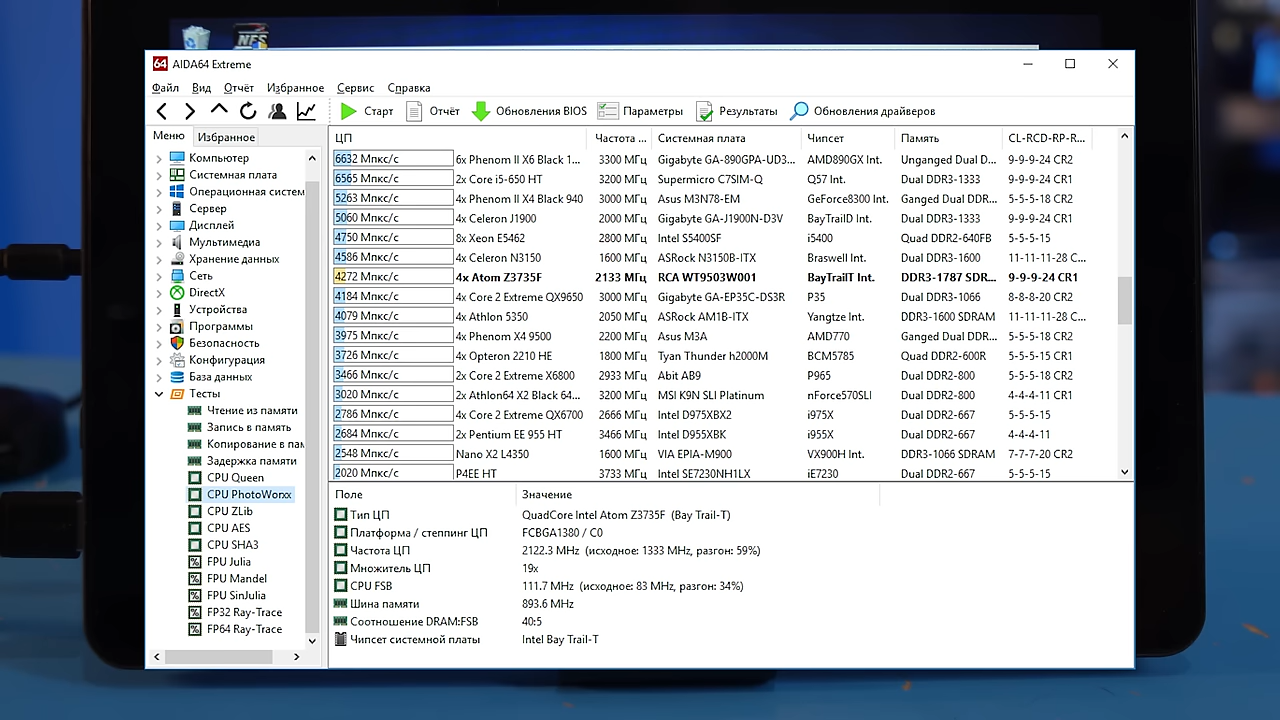 NFS
64 AIDA64 Extreme
Файл Вид Отчёт Избранное Сервис Справка
Старт Отчёт Обновления BIOS Параметры Результаты Обновления драйверов
Меню Избранное
Компьютер
Системная плата
Операционная систем
Сервер
Дисплей
Мультимедиа
Хранение данных
Сеть
DirectX
Устройства
Программы
Безопасность
Конфигурация
База данных
Тесты
Чтение из памяти
Запись в память
Копирование в пам
Задержка памяти
CPU Queen
CPU PhotoWorxx
CPU ZLib
CPU AES
CPU SHA3
FPU Julia
FPU Mandel
FPU SinJulia
FP32 Ray-Trace
FP64 Ray-Trace
ЦП Частота ... Системная плата Чипсет Память CL-RCD-RP-R...
6632 Мпкс/с 6x Phenom II X6 Black 1... 3300 МГц Gigabyte GA-890GPA-UD3... AMD890GX Int. Unganged Dual D... 9-9-9-24 CR2
6565 Мпкс/с 2x Core i5-650 HT 3200 МГц Supermicro C7SIM-Q Q57 Int. Dual DDR3-1333 9-9-9-24 CR1
5263 Мпкс/с 4x Phenom II X4 Black 940 3000 МГц Asus M3N78-EM GeForce8300 Int. Ganged Dual DDR... 5-5-5-18 CR2
5060 Мпкс/с 4x Celeron J1900 2000 МГц Gigabyte GA-J1900N-D3V BayTrailD Int. Dual DDR3-1333 9-9-9-24 CR1
4750 Мпкс/с 8x Xeon E5462 2800 МГц Intel S5400SF i5400 Quad DDR2-640FB 5-5-5-15
4586 Мпкс/с 4x Celeron N3150 1600 МГц ASRock N3150B-ITX Braswell Int. Dual DDR3-1600 11-11-11-28 C...
4272 Мпкс/с 4x Atom Z3735F 2133 МГц RCA WT9503W001 BayTrailT Int. DDR3-1787 SDR... 9-9-9-24 CR1
4184 Мпкс/с 4x Core 2 Extreme QX9650 3000 МГц Gigabyte GA-EP35C-DS3R P35 Dual DDR3-1066 8-8-8-20 CR2
4079 Мпкс/с 4x Athlon 5350 2050 МГц ASRock AM1B-ITX Yangtze Int. DDR3-1600 SDRAM 11-11-11-28 C...
3975 Мпкс/с 4x Phenom X4 9500 2200 МГц Asus M3A AMD770 Ganged Dual DDR... 5-5-5-18 CR2
3726 Мпкс/с 4x Opteron 2210 HE 1800 МГц Tyan Thunder h2000M BCM5785 Quad DDR2-600R 5-5-5-15 CR1
3466 Мпкс/с 2x Core 2 Extreme X6800 2933 МГц Abit AB9 P965 Dual DDR2-800 5-5-5-18 CR2
3020 Мпкс/с 2x Athlon64 X2 Black 64... 3200 МГц MSI K9N SLI Platinum nForce570SLI Dual DDR2-800 4-4-4-11 CR1
2786 Мпкс/с 4x Core 2 Extreme QX6700 2666 МГц Intel D975XBX2 i975X Dual DDR2-667 5-5-5-15
2684 Мпкс/с 2x Pentium EE 955 HT 3466 МГц Intel D955XBK i955X Dual DDR2-667 4-4-4-11
2548 Мпкс/с Nano X2 L4350 1600 МГц VIA EPIA-M900 VX900H Int. DDR3-1066 SDRAM 7-7-7-20 CR2
2020 Мпкс/с P4EE HT 3733 МГц Intel SE7230NH1LX iE7230 Dual DDR2-667 5-5-5-15
Поле Значение
Тип ЦП QuadCore Intel Atom Z3735F (Bay Trail-T)
Платформа / степпинг ЦП FCBGA1380 / C0
Частота ЦП 2122.3 MHz (исходное: 1333 MHz, разгон: 59%)
Множитель ЦП 19x
CPU FSB 111.7 MHz (исходное: 83 MHz, разгон: 34%)
Шина памяти 893.6 MHz
Соотношение DRAM:FSB 40:5
Чипсет системной платы Intel Bay Trail-T